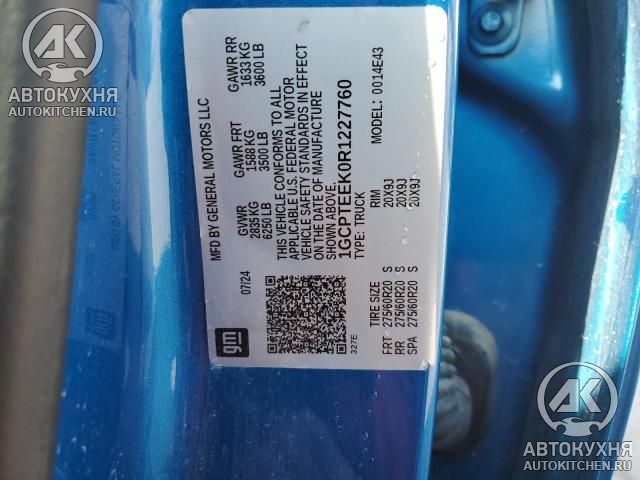 MFD BY GENERAL MOTORS LLC
07/24
GVWR
2835 KG
6250 LB
GAWR FRT
1588 KG
3500 LB
GAWR RR
1633 KG
3600 LB
THIS VEHICLE CONFORMS TO ALL
APPLICABLE U.S. FEDERAL MOTOR
VEHICLE SAFETY STANDARDS IN EFFECT
ON THE DATE OF MANUFACTURE
SHOWN ABOVE.
1GCPTEEK0R1227760
TYPE: TRUCK
MODEL: 0014E43
TIRE SIZE RIM
FRT 275/60R20 S 20X9J
RR 275/60R20 S 20X9J
SPA 275/60R20 S 20X9J
gm
327E
АК
АВТОКУХНЯ
AUTOKITCHEN.RU
АК
АВТОКУХНЯ
AUTOKITCHEN.RU